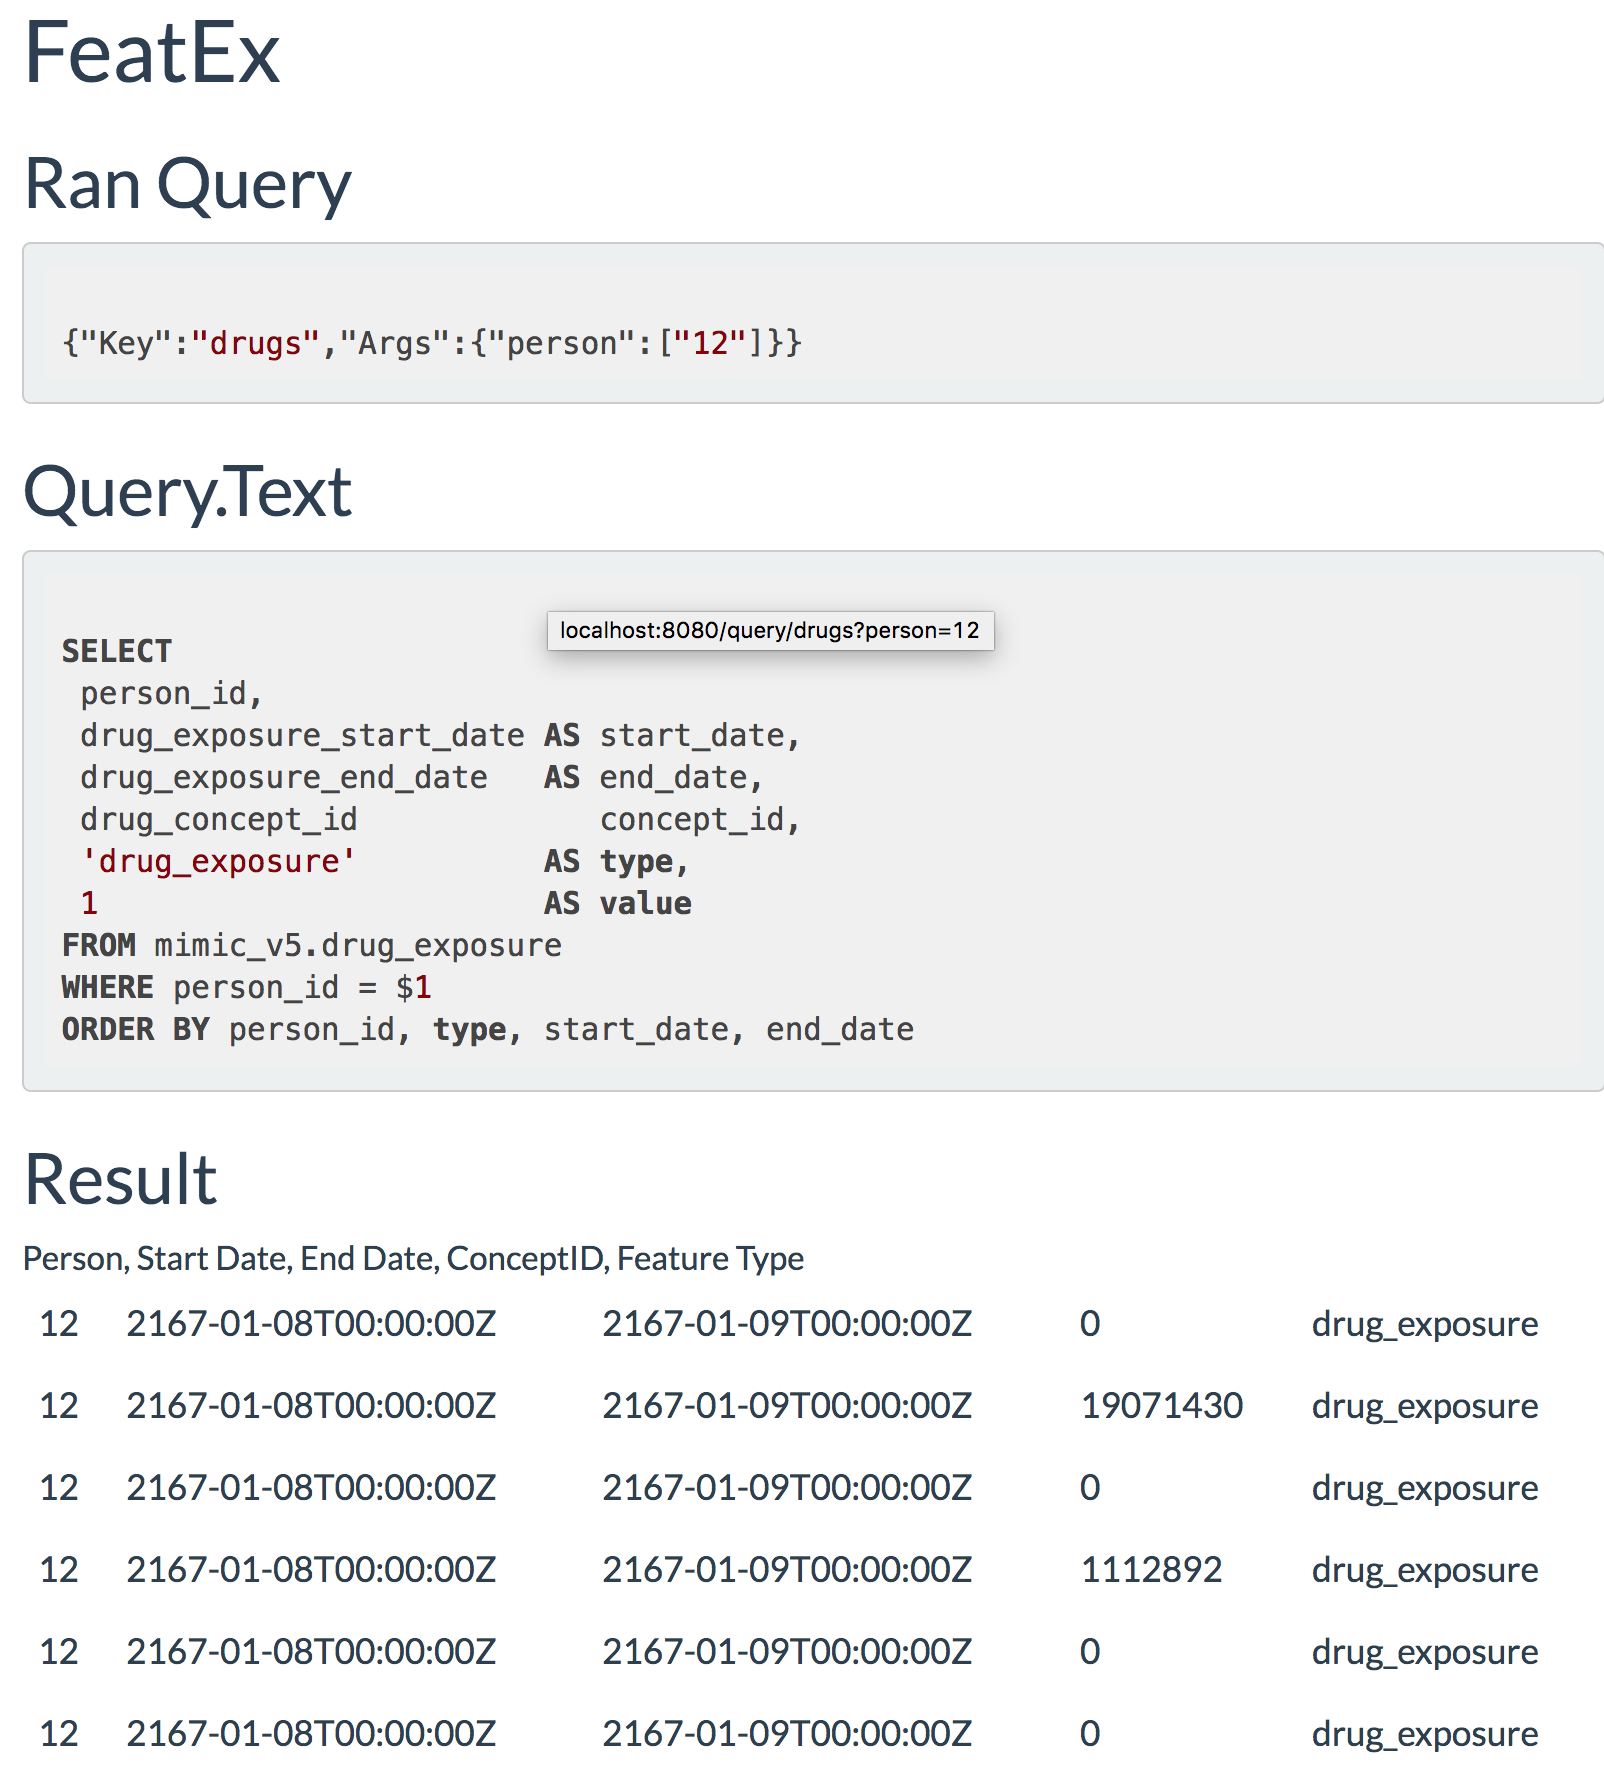 FeatEx
Ran Query
{"Key":"drugs","Args":{"person":["12"]}}
Query.Text
localhost:8080/query/drugs?person=12
SELECT
person_id,
drug_exposure_start_date AS start_date,
drug_exposure_end_date AS end_date,
drug_concept_id concept_id,
'drug_exposure' AS type,
1 AS value
FROM mimic_v5.drug_exposure
WHERE person_id = $1
ORDER BY person_id, type, start_date, end_date
Result
Person, Start Date, End Date, ConceptID, Feature Type
12 2167-01-08T00:00:00Z 2167-01-09T00:00:00Z 0 drug_exposure
12 2167-01-08T00:00:00Z 2167-01-09T00:00:00Z 19071430 drug_exposure
12 2167-01-08T00:00:00Z 2167-01-09T00:00:00Z 0 drug_exposure
12 2167-01-08T00:00:00Z 2167-01-09T00:00:00Z 1112892 drug_exposure
12 2167-01-08T00:00:00Z 2167-01-09T00:00:00Z 0 drug_exposure
12 2167-01-08T00:00:00Z 2167-01-09T00:00:00Z 0 drug_exposure